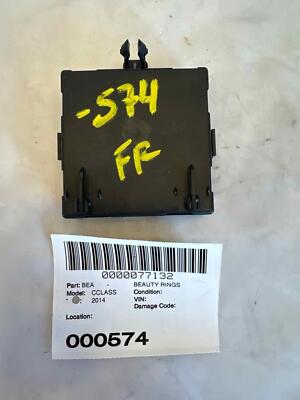 -574
FR
0000077132
Part: BEA - BEAUTY RINGS
Model: CCLASS Condition:
2014 VIN:
Damage Code:
Location:
000574